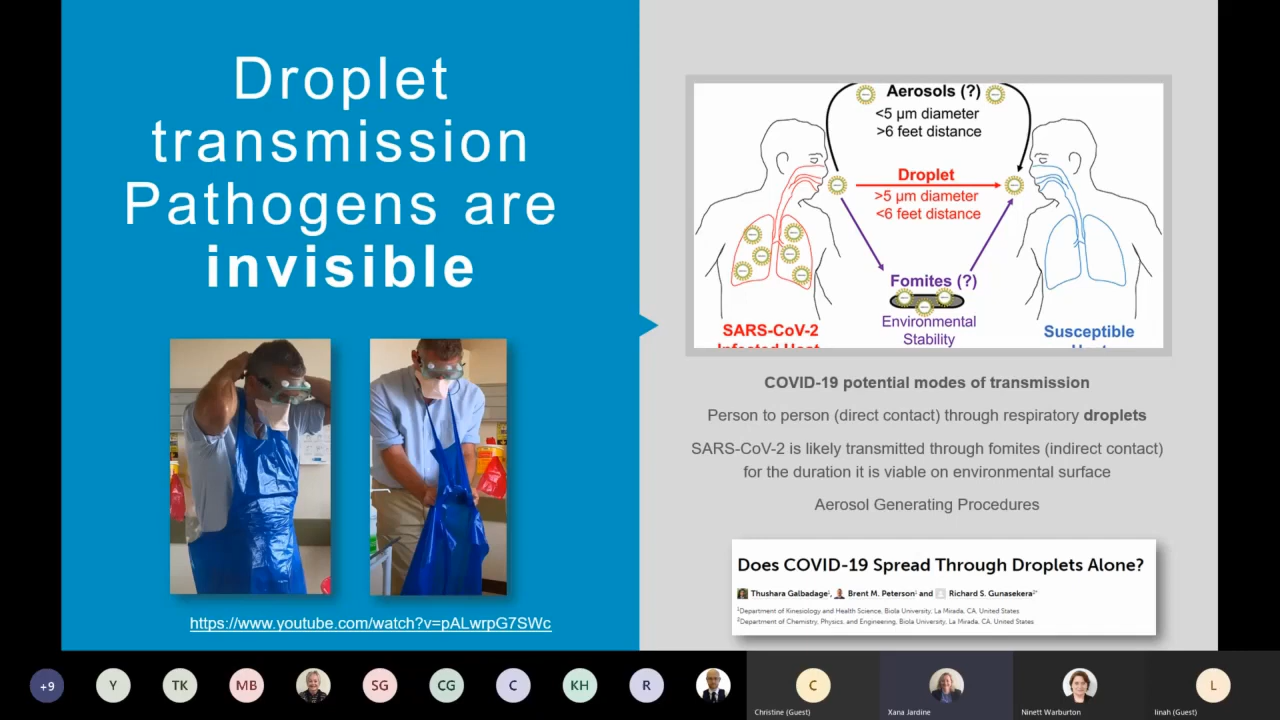 Droplet
transmission
Pathogens are
invisible
https://www.youtube.com/watch?v=pALwrpG7SWc
Aerosols (?)
<5 µm diameter
>6 feet distance
Droplet
>5 µm diameter
<6 feet distance
Fomites (?)
Environmental
Stability
SARS-CoV-2
Infected Host
Susceptible
COVID-19 potential modes of transmission
Person to person (direct contact) through respiratory droplets
SARS-CoV-2 is likely transmitted through fomites (indirect contact)
for the duration it is viable on environmental surface
Aerosol Generating Procedures
Does COVID-19 Spread Through Droplets Alone?
Thushara Galbadage¹, Brent M. Peterson¹ and Richard S. Gunasekera²*
¹Department of Kinesiology and Health Science, Biola University, La Mirada, CA, United States
²Department of Chemistry, Physics, and Engineering, Biola University, La Mirada, CA, United States
+9 Y TK MB SG CG C KH R C L
Christine (Guest) Xana Jardine Ninett Warburton linah (Guest)